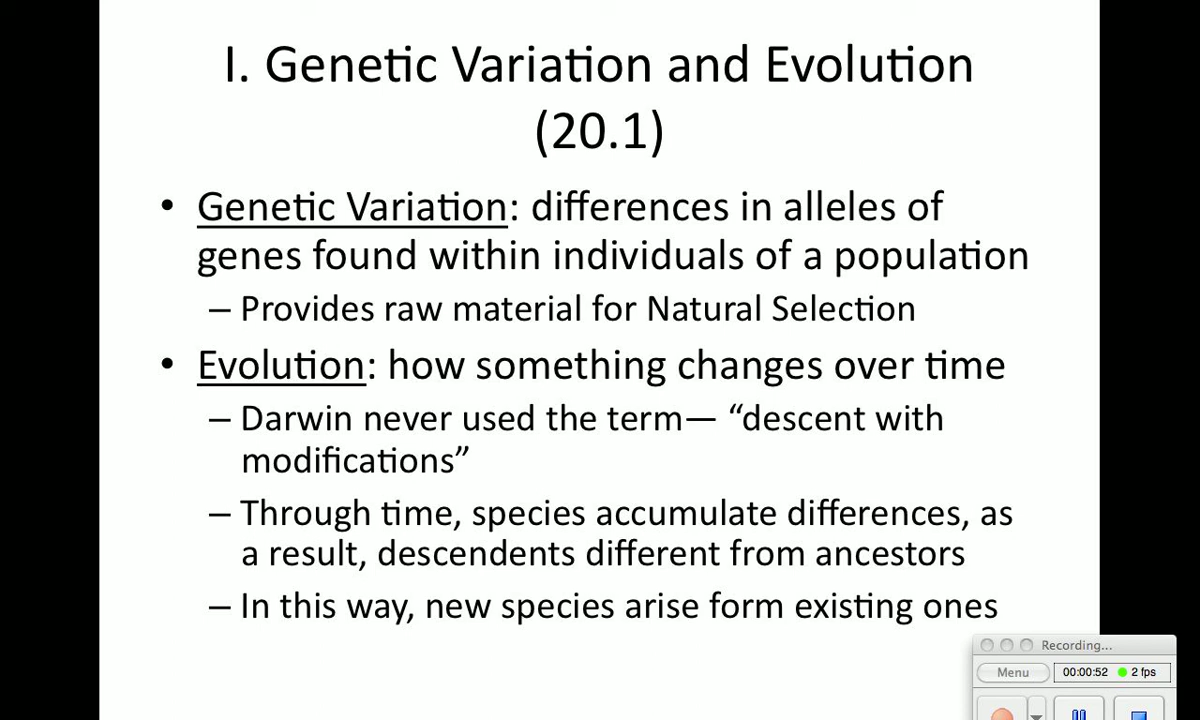 I. Genetic Variation and Evolution
(20.1)
• Genetic Variation: differences in alleles of
genes found within individuals of a population
– Provides raw material for Natural Selection
• Evolution: how something changes over time
– Darwin never used the term— “descent with
modifications”
– Through time, species accumulate differences, as
a result, descendents different from ancestors
– In this way, new species arise form existing ones
Recording...
Menu
00:00:52
2 fps